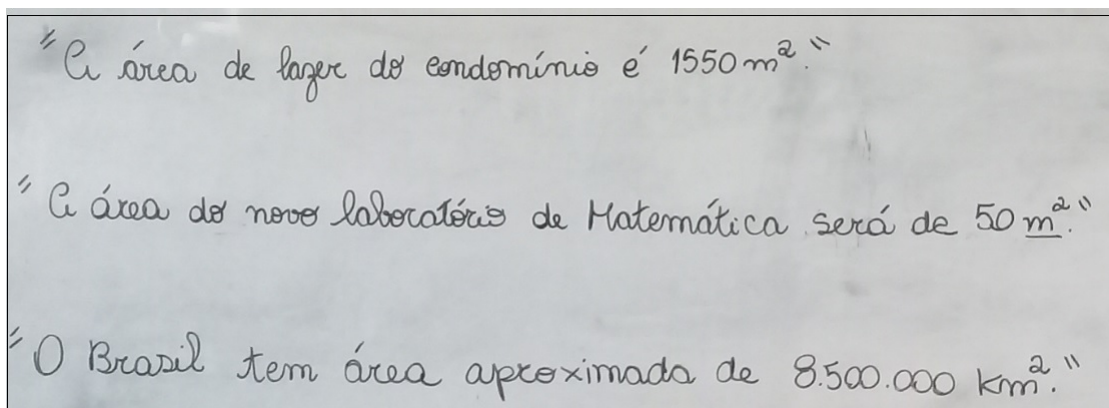 "A área de lazer do condomínio é 1550 m²."
"A área do novo laboratório de Matemática será de 50 m²."
"O Brasil tem área aproximada de 8.500.000 km²."